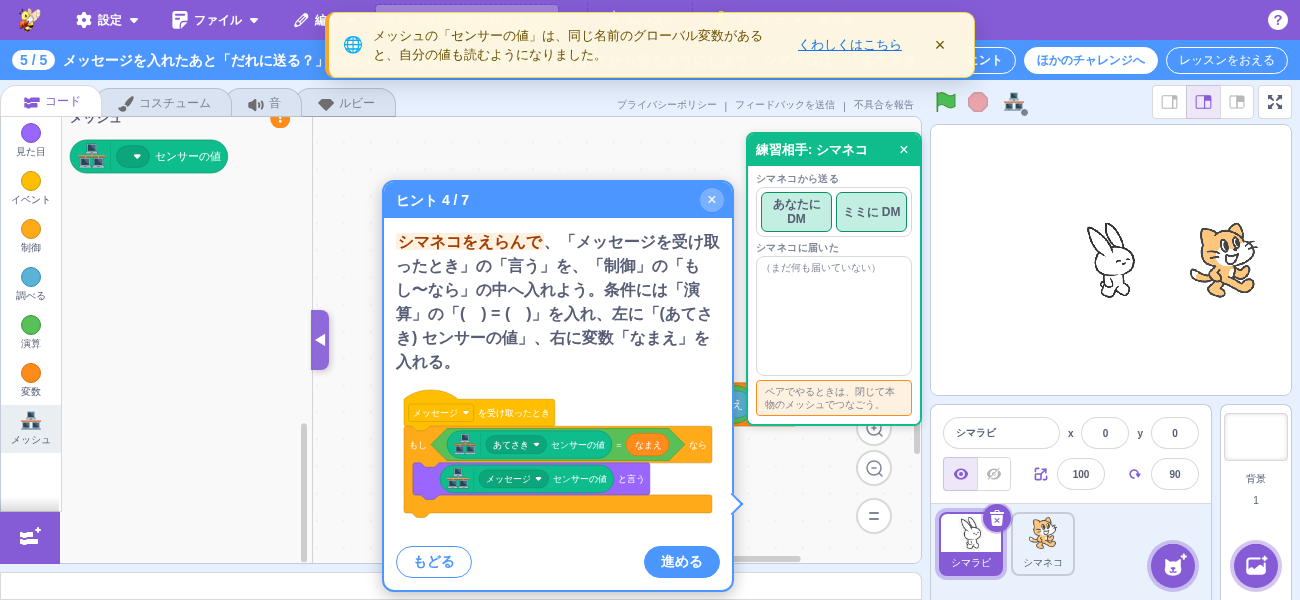 設定
ファイル
編
メッシュの「センサーの値」は、同じ名前のグローバル変数がある
と、自分の値も読むようになりました。
くわしくはこちら
×
?
5 / 5
メッセージを入れたあと「だれに送る？」
ヒント
ほかのチャレンジへ
レッスンをおえる
コード
コスチューム
音
ルビー
プライバシーポリシー | フィードバックを送信 | 不具合を報告
メッシュ
!
センサーの値
見た目
イベント
制御
調べる
演算
変数
メッシュ
ヒント 4 / 7
×
シマネコをえらんで、「メッセージを受け取
ったとき」の「言う」を、「制御」の「も
し〜なら」の中へ入れよう。条件には「演
算」の「(　) = (　)」を入れ、左に「(あてさ
き) センサーの値」、右に変数「なまえ」を
入れる。
メッセージ を受け取ったとき
もし あてさき センサーの値 = なまえ なら
メッセージ センサーの値 と言う
もどる
進める
練習相手: シマネコ
×
シマネコから送る
あなたに
DM
ミミに DM
シマネコに届いた
（まだ何も届いていない）
ペアでやるときは、閉じて本
物のメッシュでつなごう。
え
シマラビ
x
0
y
0
100
90
シマラビ
シマネコ
背景
1